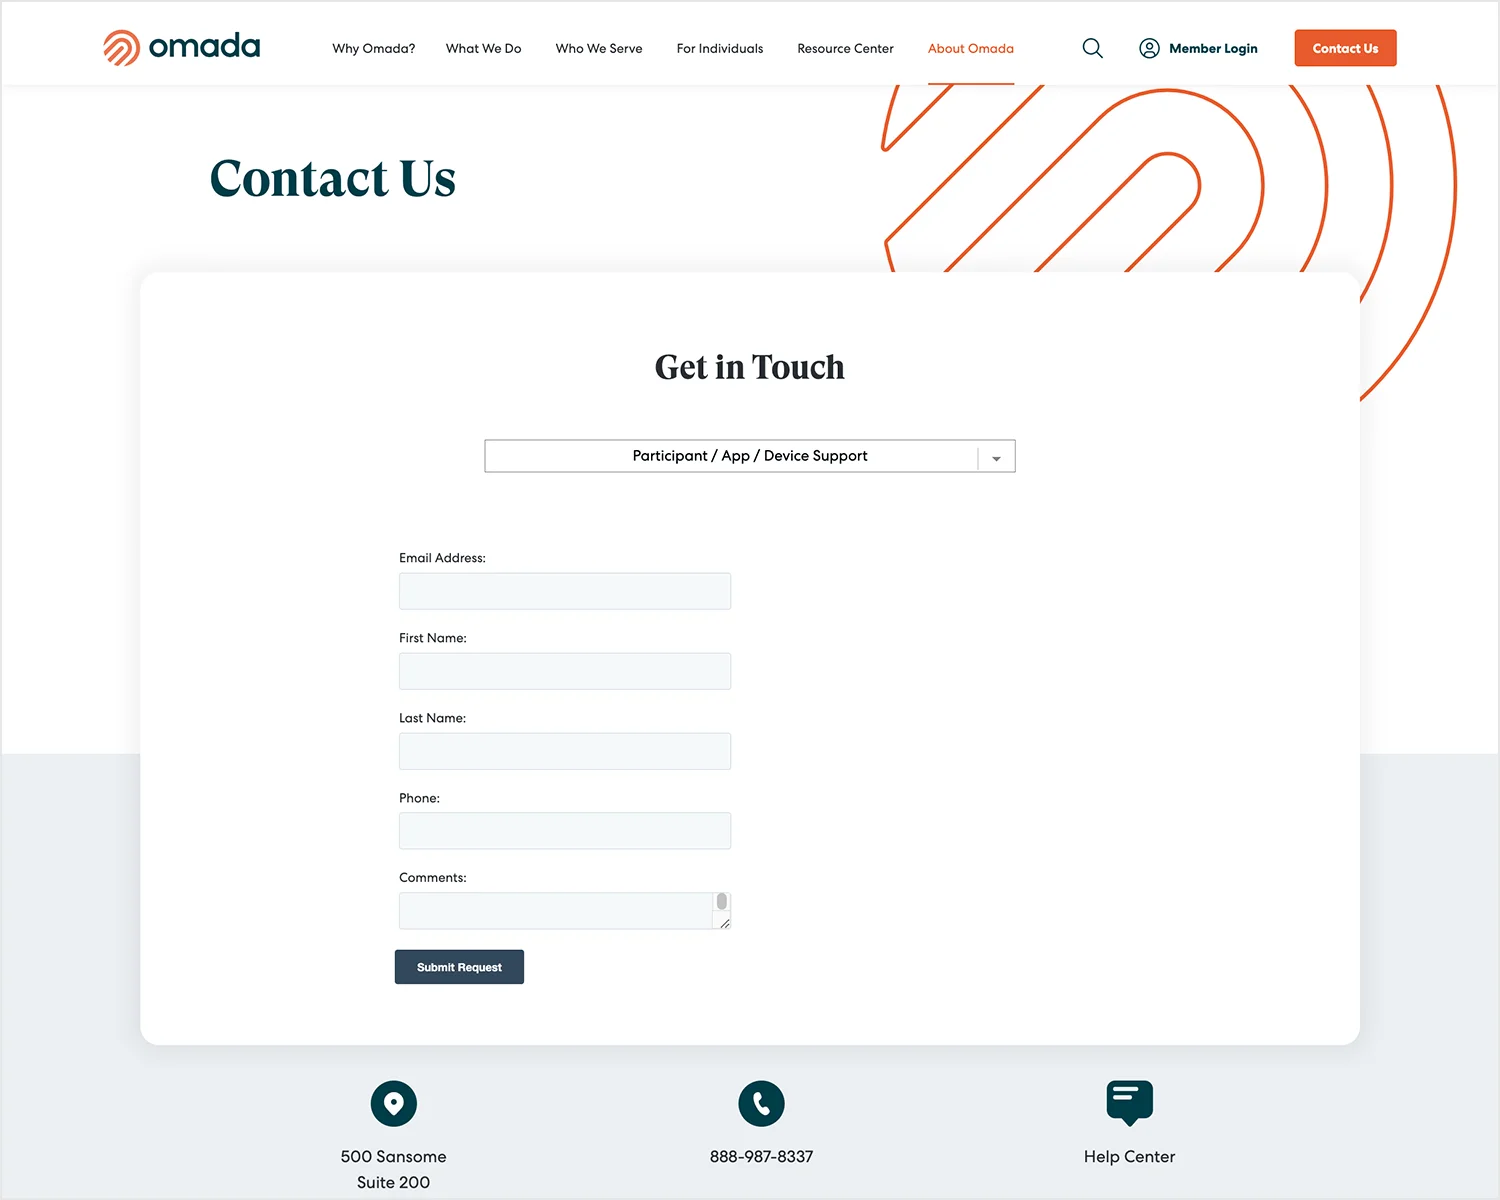 omada
Why Omada?
What We Do
Who We Serve
For Individuals
Resource Center
About Omada
Member Login
Contact Us
Contact Us
Get in Touch
Participant / App / Device Support
Email Address:
First Name:
Last Name:
Phone:
Comments:
Submit Request
500 Sansome
Suite 200
888-987-8337
Help Center